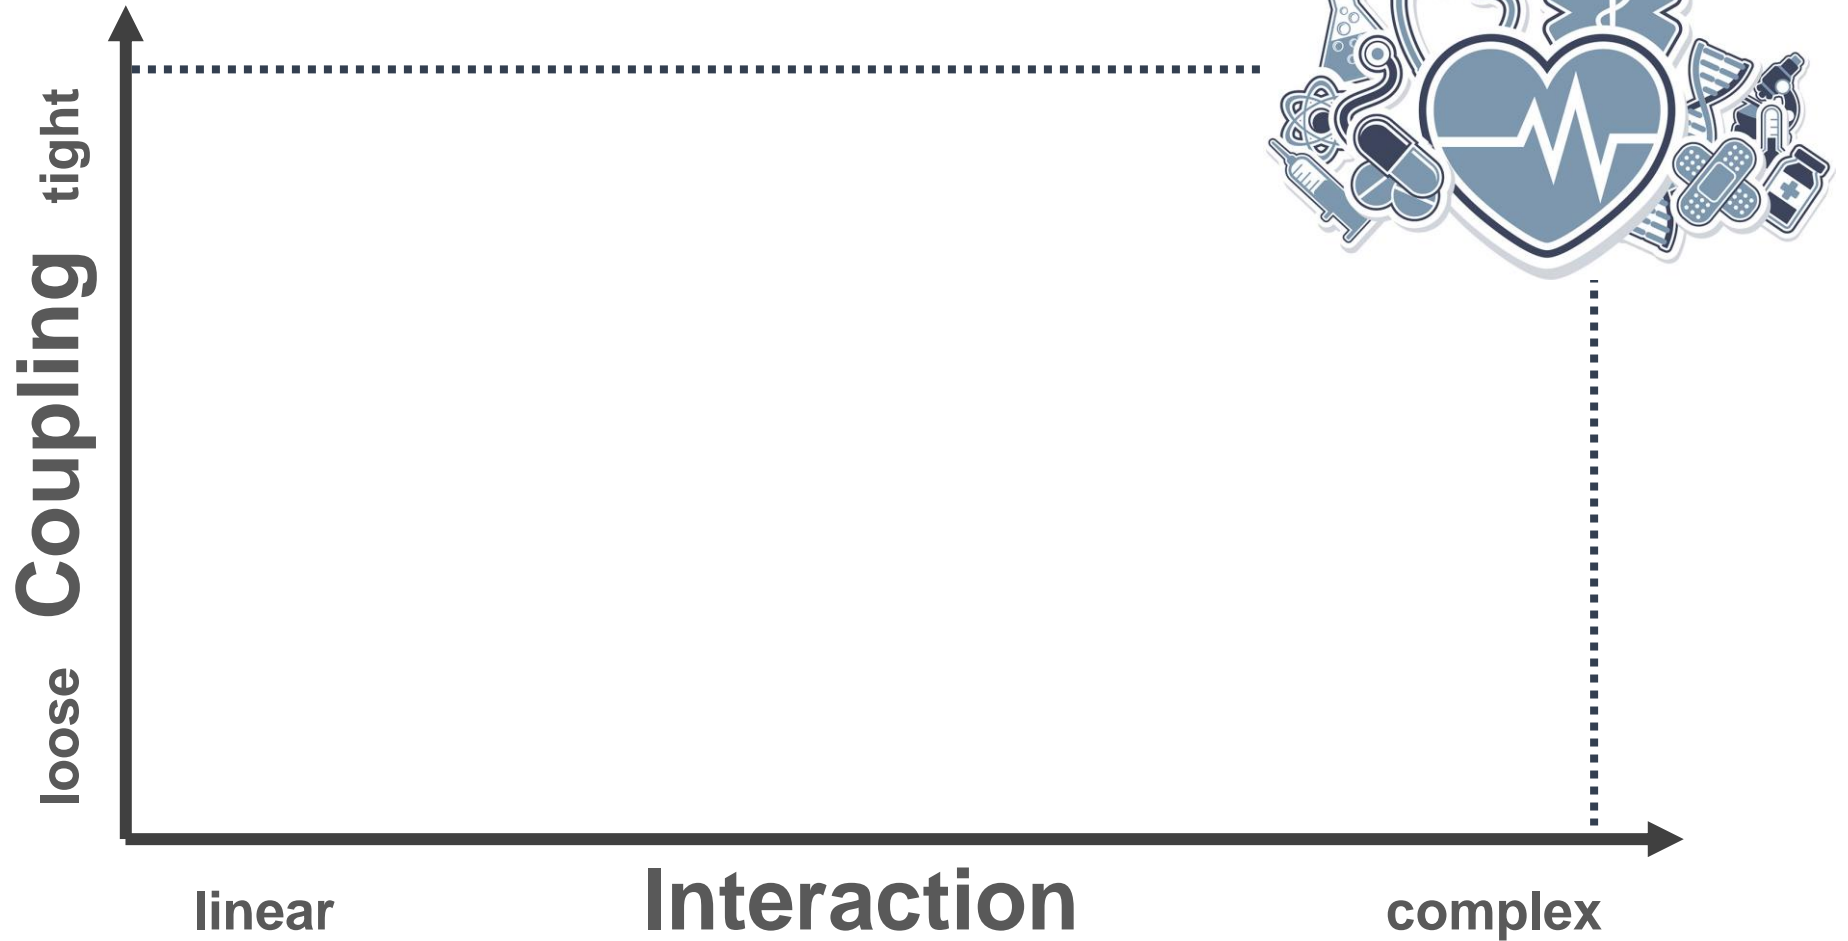 tight
Coupling
loose
linear
Interaction
complex